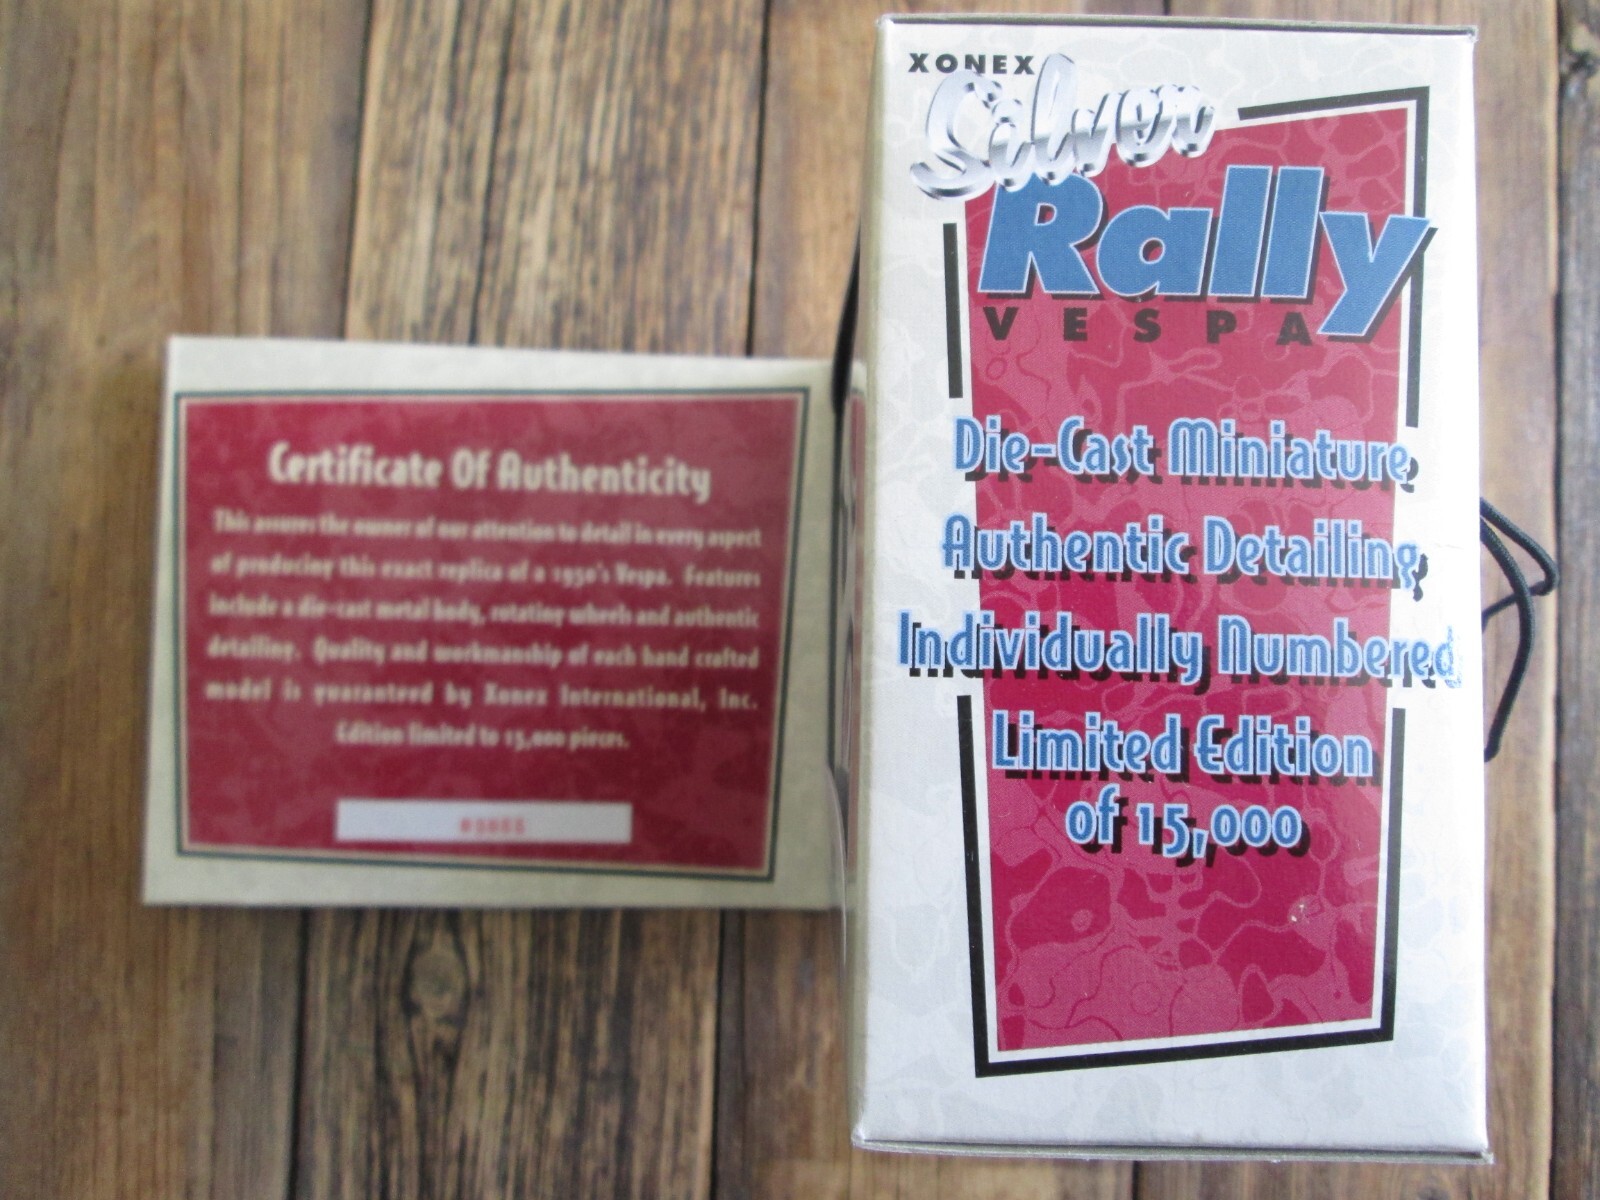 Certificate Of Authenticity
This assures the owner of our attention to detail in every aspect
of producing this exact replica of a 1950's Vespa. Features
include a die-cast metal body, rotating wheels and authentic
detailing. Quality and workmanship of each hand crafted
model is guaranteed by Xonex International, Inc.
Edition limited to 15,000 pieces.
XONEX
Silver
Rally
VESPA
Die-Cast Miniature
Authentic Detailing
Individually Numbered
Limited Edition
of 15,000